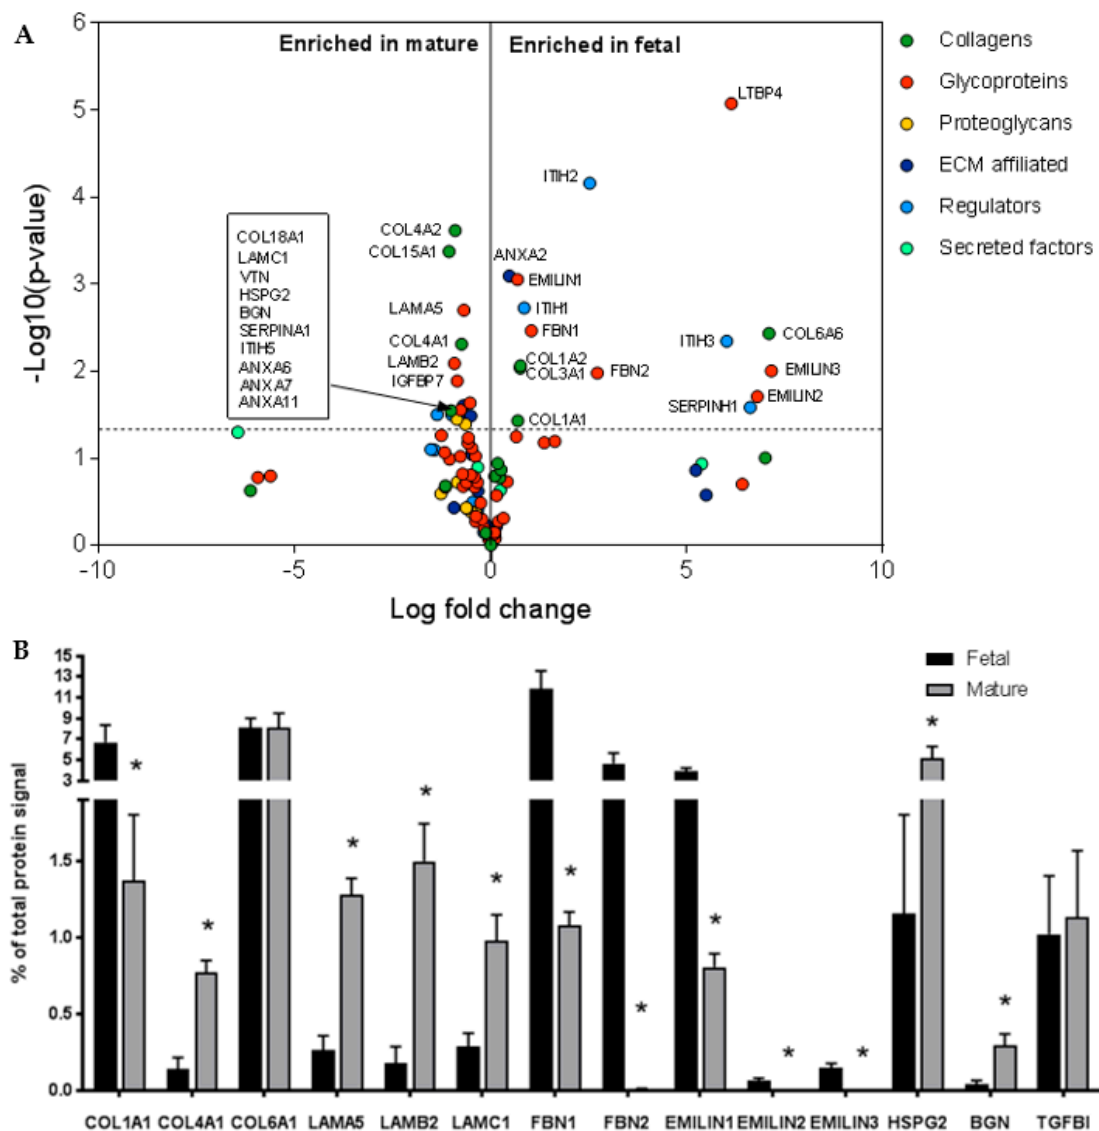 A
Enriched in mature
Enriched in fetal
-Log10(p-value)
6
5
4
3
2
1
0
-10
-5
0
5
10
Log fold change
Collagens
Glycoproteins
Proteoglycans
ECM affiliated
Regulators
Secreted factors
LTBP4
ITIH2
COL4A2
COL15A1
ANXA2
EMILIN1
LAMA5
ITIH1
FBN1
COL4A1
ITIH3
COL6A6
LAMB2
COL1A2
COL3A1
FBN2
EMILIN3
IGFBP7
EMILIN2
SERPINH1
COL1A1
COL18A1
LAMC1
VTN
HSPG2
BGN
SERPINA1
ITIH5
ANXA6
ANXA7
ANXA11
B
Fetal
Mature
% of total protein signal
15
13
11
9
7
5
3
1.5
1.0
0.5
0.0
*
*
*
*
*
*
*
*
*
*
*
*
COL1A1 COL4A1 COL6A1 LAMA5 LAMB2 LAMC1 FBN1 FBN2 EMILIN1 EMILIN2 EMILIN3 HSPG2 BGN TGFBI